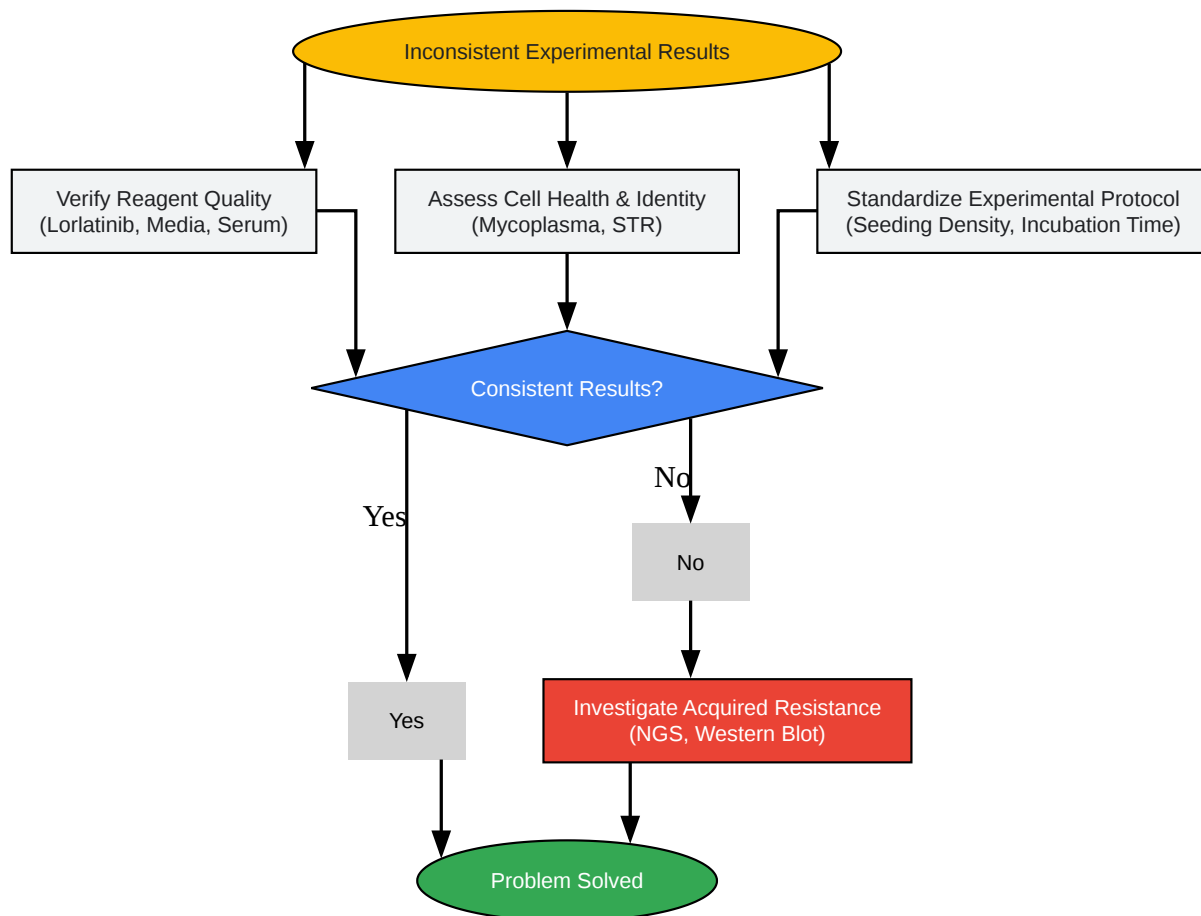 Inconsistent Experimental Results
Verify Reagent Quality
(Lorlatinib, Media, Serum)
Assess Cell Health & Identity
(Mycoplasma, STR)
Standardize Experimental Protocol
(Seeding Density, Incubation Time)
Consistent Results?
No
Yes
No
Yes
Investigate Acquired Resistance
(NGS, Western Blot)
Problem Solved